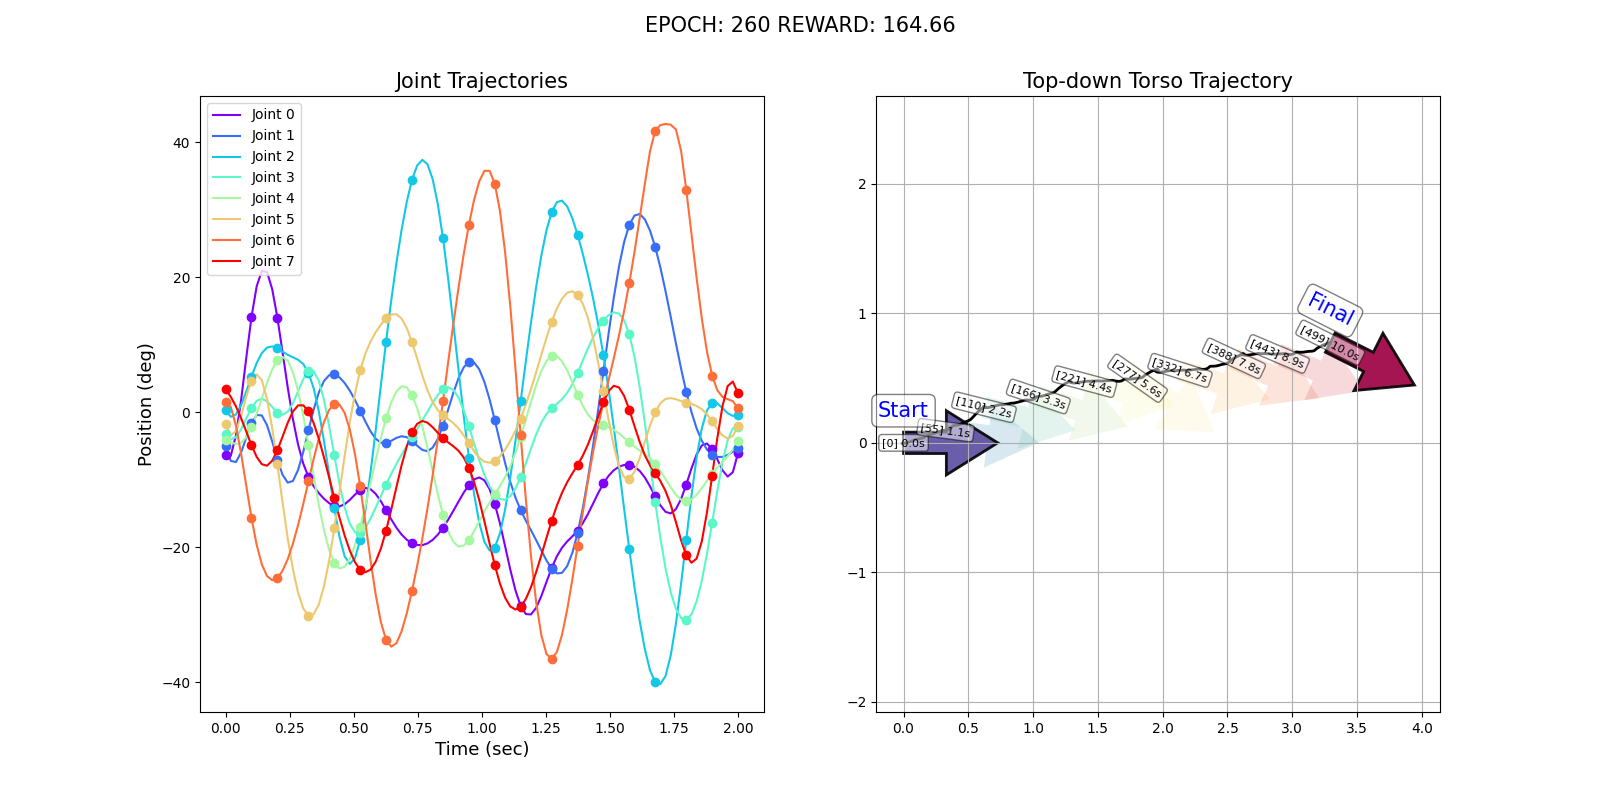 EPOCH: 260 REWARD: 164.66
Joint Trajectories
Joint 0
Joint 1
Joint 2
Joint 3
Joint 4
Joint 5
Joint 6
Joint 7
40
20
0
−20
−40
Position (deg)
0.00 0.25 0.50 0.75 1.00 1.25 1.50 1.75 2.00
Time (sec)
Top-down Torso Trajectory
2
1
0
−1
−2
0.0 0.5 1.0 1.5 2.0 2.5 3.0 3.5 4.0
Start
[0] 0.0s
[55] 1.1s
[110] 2.2s
[166] 3.3s
[221] 4.4s
[277] 5.6s
[332] 6.7s
[388] 7.8s
[443] 8.9s
[499] 10.0s
Final